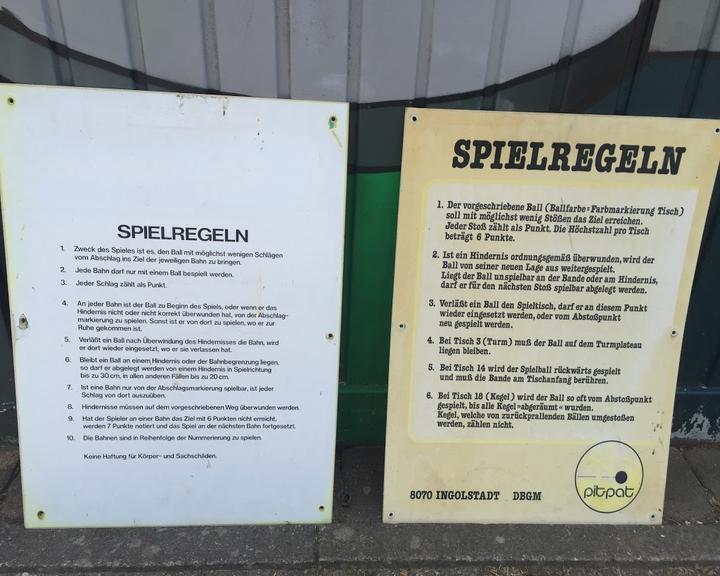 SPIELREGELN
1. Zweck des Spieles ist es, den Ball mit möglichst wenigen Schlägen
vom Abschlag ins Ziel der jeweiligen Bahn zu bringen.
2. Jede Bahn darf nur mit einem Ball bespielt werden.
3. Jeder Schlag zählt als Punkt.
4. An jeder Bahn ist der Ball zu Beginn des Spiels, oder wenn er das
Hindernis nicht oder nicht korrekt überwunden hat, von der Abschlag-
markierung zu spielen. Sonst ist er von dort zu spielen, wo er zur
Ruhe gekommen ist.
5. Verläßt ein Ball nach Überwindung des Hindernisses die Bahn, wird
er dort wieder eingesetzt, wo er sie verlassen hat.
6. Bleibt ein Ball an einem Hindernis oder der Bahnbegrenzung liegen,
so darf er abgelegt werden von einem Hindernis in Spielrichtung
bis zu 30 cm, in allen anderen Fällen bis zu 20 cm.
7. Ist eine Bahn nur von der Abschlagsmarkierung spielbar, ist jeder
Schlag von dort auszuüben.
8. Hindernisse müssen auf dem vorgeschriebenen Weg überwunden werden.
9. Hat der Spieler an einer Bahn das Ziel mit 6 Punkten nicht erreicht,
werden 7 Punkte notiert und das Spiel an der nächsten Bahn fortgesetzt.
10. Die Bahnen sind in Reihenfolge der Nummerierung zu spielen.
Keine Haftung für Körper- und Sachschäden.
SPIELREGELN
1. Der vorgeschriebene Ball (Ballfarbe=Farbmarkierung Tisch)
soll mit möglichst wenig Stößen das Ziel erreichen.
Jeder Stoß zählt als Punkt. Die Höchstzahl pro Tisch
beträgt 6 Punkte.
2. Ist ein Hindernis ordnungsgemäß überwunden, wird der
Ball von seiner neuen Lage aus weitergespielt.
Liegt der Ball unspielbar an der Bande oder am Hindernis,
darf er für den nächsten Stoß spielbar abgelegt werden.
3. Verläßt ein Ball den Spieltisch, darf er an diesem Punkt
wieder eingesetzt werden, oder vom Abstoßpunkt
neu gespielt werden.
4. Bei Tisch 3 (Turm) muß der Ball auf dem Turmplateau
liegen bleiben.
5. Bei Tisch 14 wird der Spielball rückwärts gespielt
und muß die Bande am Tischanfang berühren.
6. Bei Tisch 18 (Kegel) wird der Ball so oft vom Abstoßpunkt
gespielt, bis alle Kegel »abgeräumt« wurden.
Kegel, welche von zurückprallenden Bällen umgestoßen
werden, zählen nicht.
8070 INGOLSTADT DBGM
pitpat